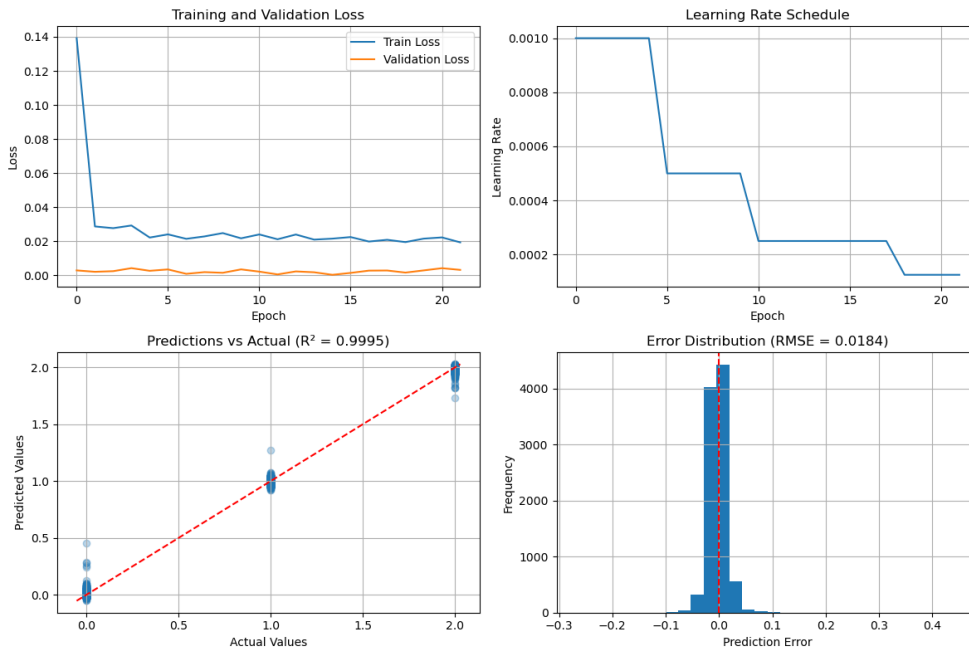 Training and Validation Loss
0.14
0.12
0.10
0.08
0.06
0.04
0.02
0.00
Loss
Train Loss
Validation Loss
0 5 10 15 20
Epoch
Learning Rate Schedule
0.0010
0.0008
0.0006
0.0004
0.0002
Learning Rate
0 5 10 15 20
Epoch
Predictions vs Actual (R² = 0.9995)
2.0
1.5
1.0
0.5
0.0
Predicted Values
0.0 0.5 1.0 1.5 2.0
Actual Values
Error Distribution (RMSE = 0.0184)
4000
3000
2000
1000
0
Frequency
−0.3 −0.2 −0.1 0.0 0.1 0.2 0.3 0.4
Prediction Error